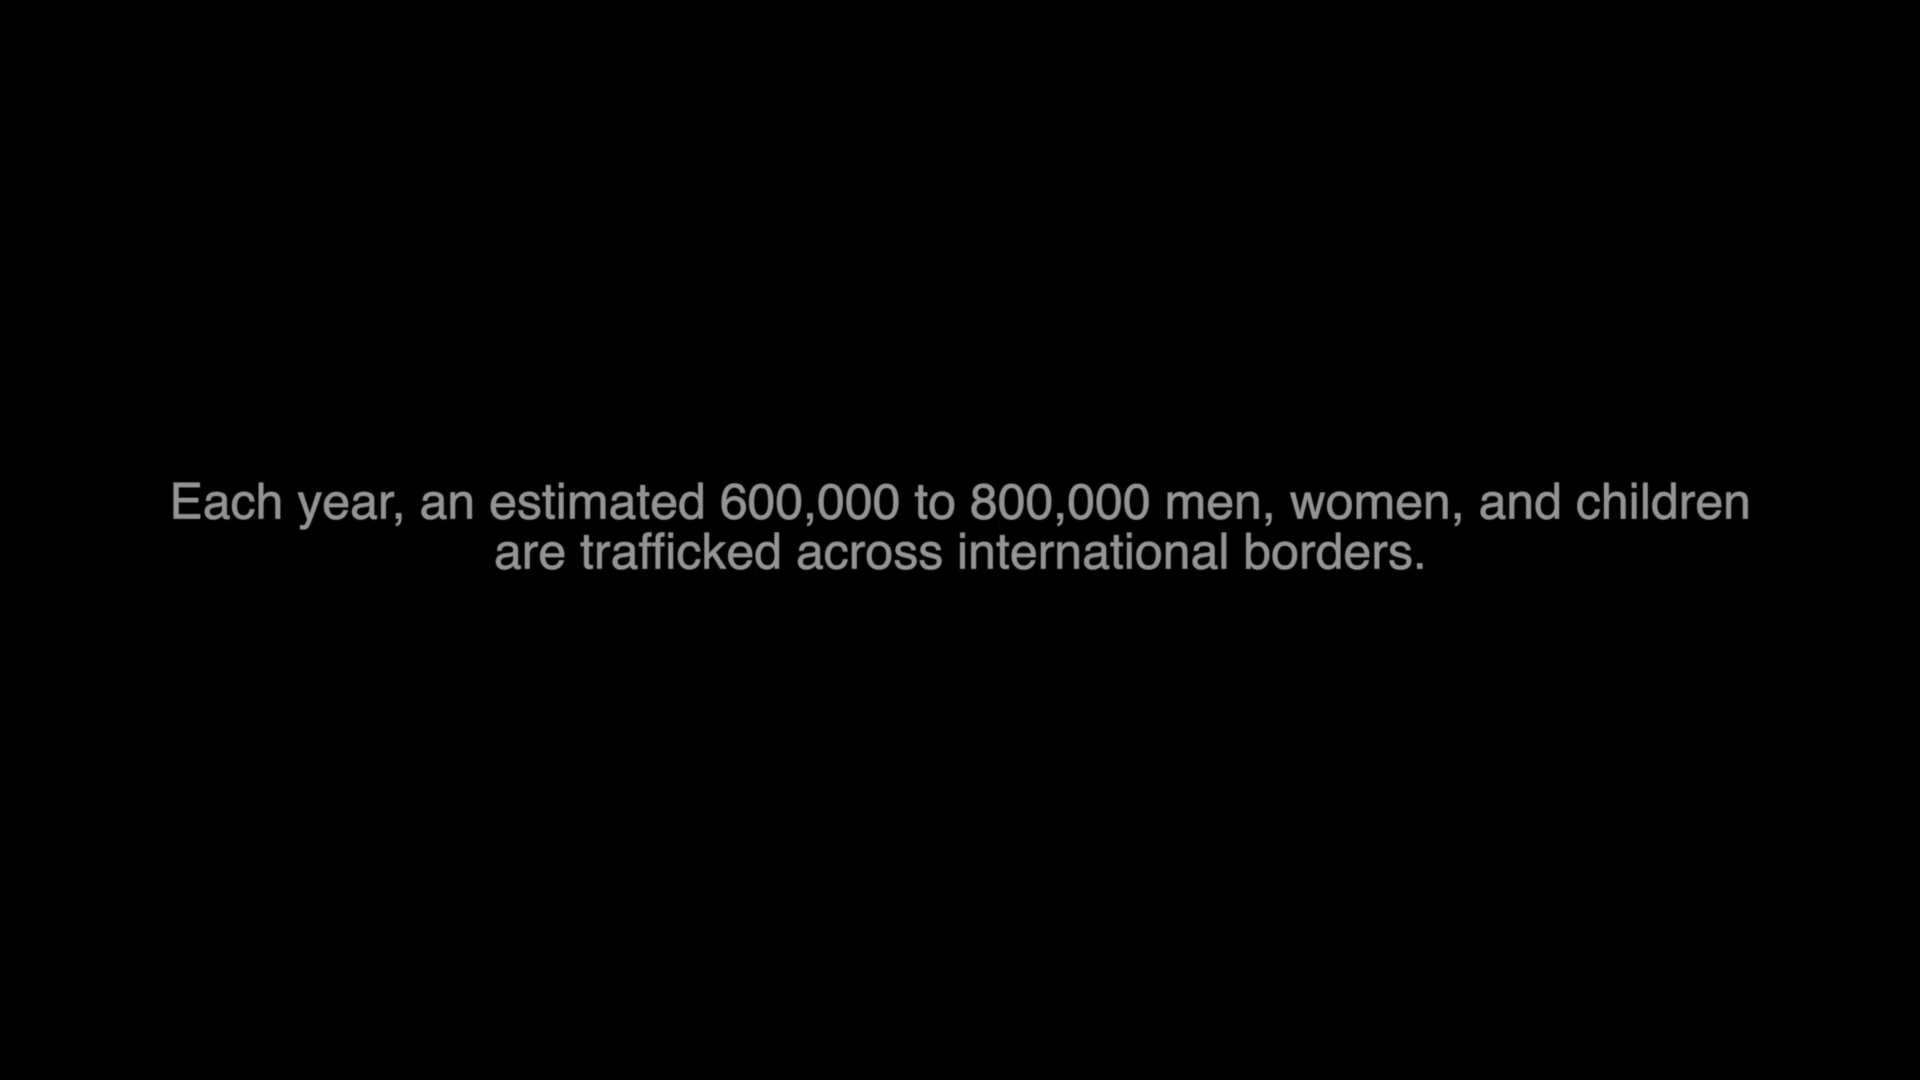 Each year, an estimated 600,000 to 800,000 men, women, and children
are trafficked across international borders.